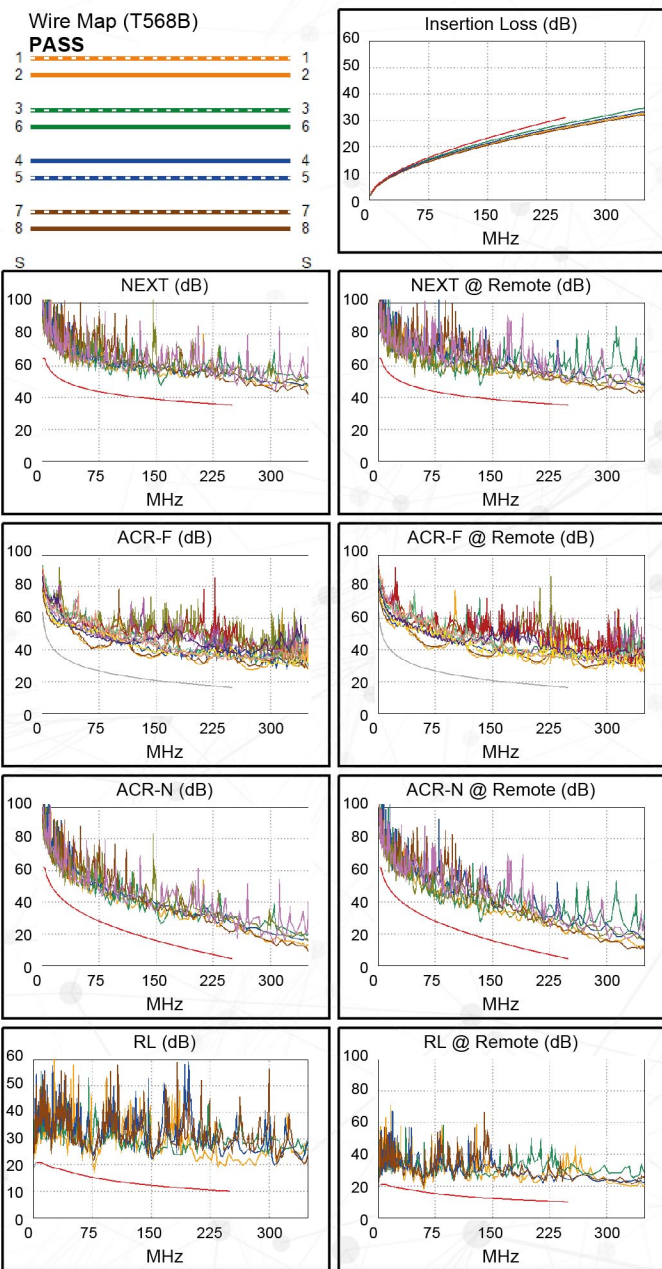 Wire Map (T568B)
PASS
1 1
2 2
3 3
6 6
4 4
5 5
7 7
8 8
S S
Insertion Loss (dB)
60
50
40
30
20
10
0
0 75 150 225 300
MHz
NEXT (dB)
100
80
60
40
20
0
0 75 150 225 300
MHz
NEXT @ Remote (dB)
100
80
60
40
20
0
0 75 150 225 300
MHz
ACR-F (dB)
100
80
60
40
20
0
0 75 150 225 300
MHz
ACR-F @ Remote (dB)
100
80
60
40
20
0
0 75 150 225 300
MHz
ACR-N (dB)
100
80
60
40
20
0
0 75 150 225 300
MHz
ACR-N @ Remote (dB)
100
80
60
40
20
0
0 75 150 225 300
MHz
RL (dB)
60
50
40
30
20
10
0
0 75 150 225 300
MHz
RL @ Remote (dB)
100
80
60
40
20
0
0 75 150 225 300
MHz